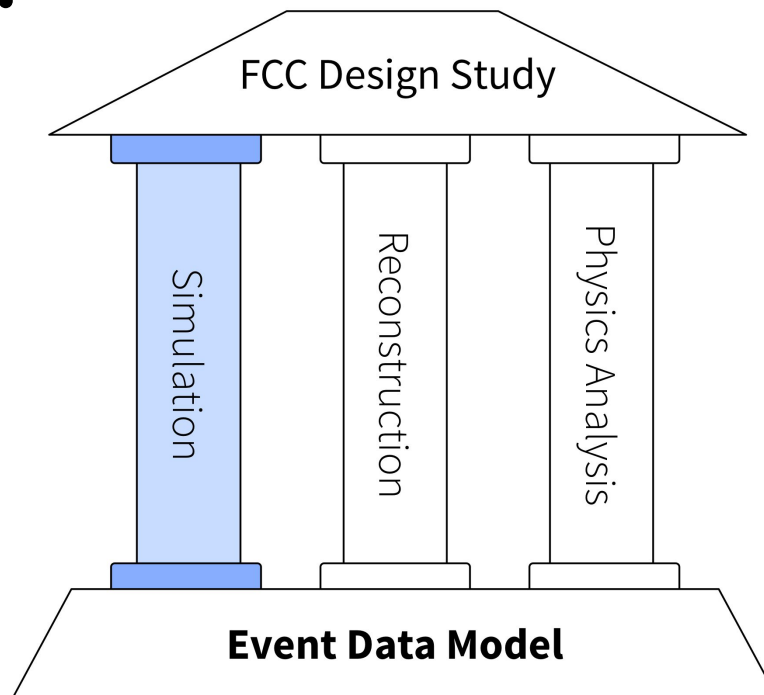 FCC Design Study
Simulation
Reconstruction
Physics Analysis
Event Data Model